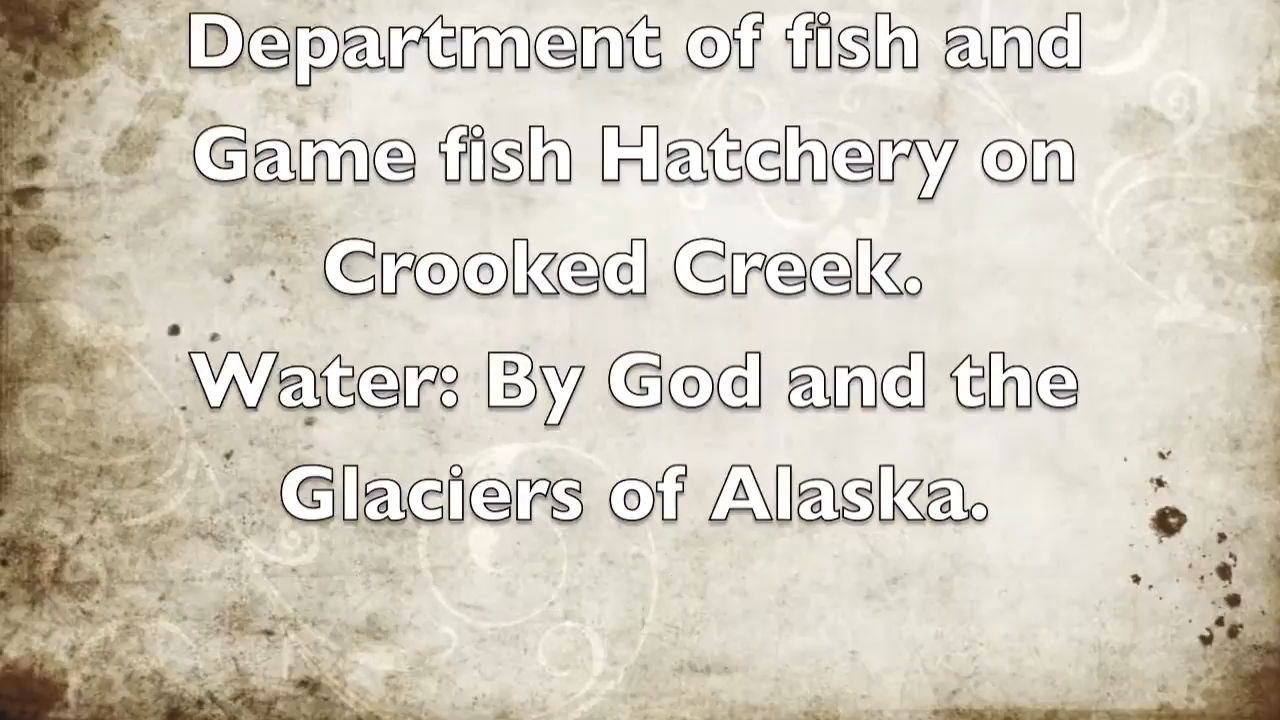 Department of fish and
Game fish Hatchery on
Crooked Creek.
Water: By God and the
Glaciers of Alaska.